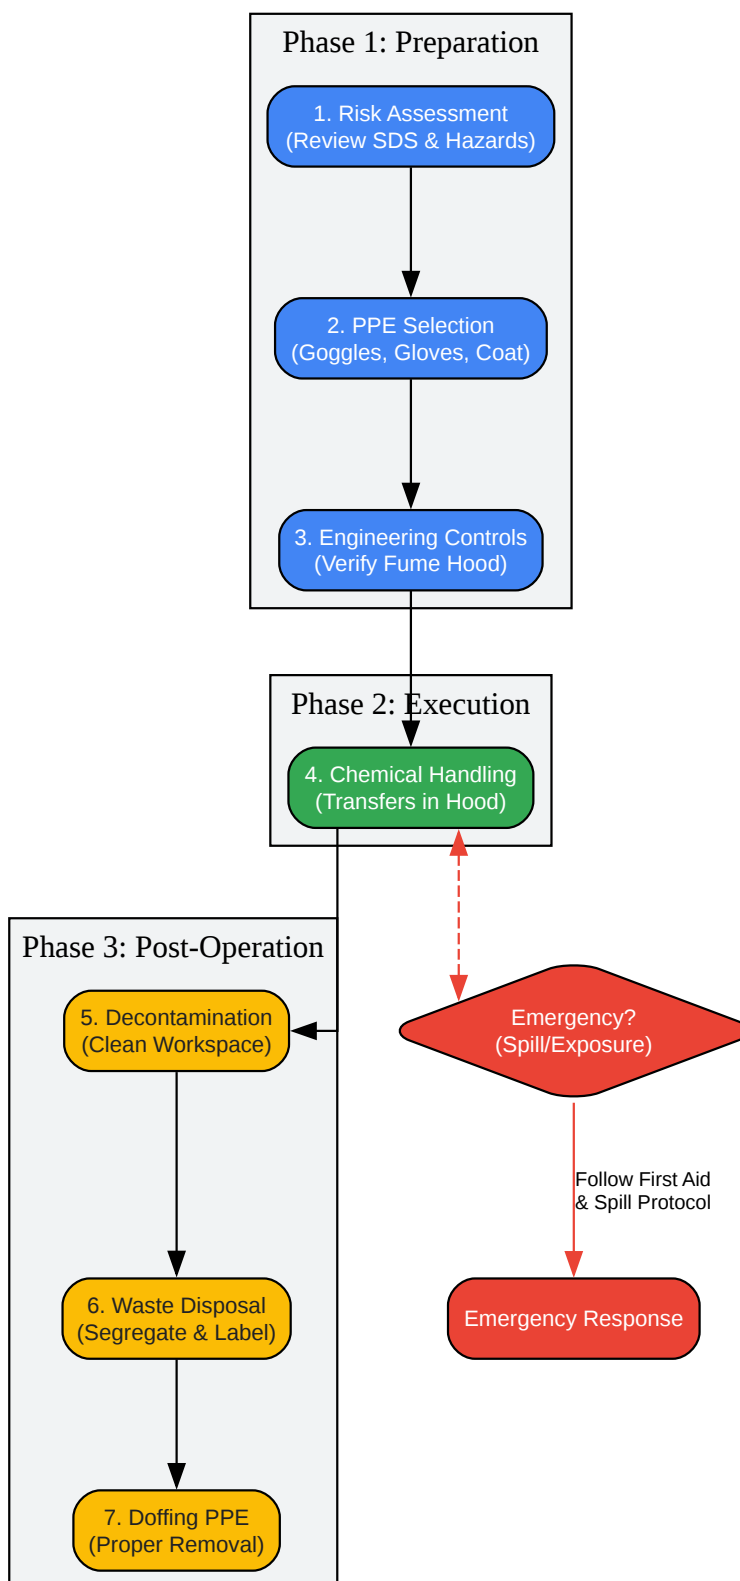 Phase 1: Preparation
1. Risk Assessment
(Review SDS & Hazards)
2. PPE Selection
(Goggles, Gloves, Coat)
3. Engineering Controls
(Verify Fume Hood)
Phase 2: Execution
4. Chemical Handling
(Transfers in Hood)
Phase 3: Post-Operation
5. Decontamination
(Clean Workspace)
Emergency?
(Spill/Exposure)
Follow First Aid
& Spill Protocol
6. Waste Disposal
(Segregate & Label)
Emergency Response
7. Doffing PPE
(Proper Removal)